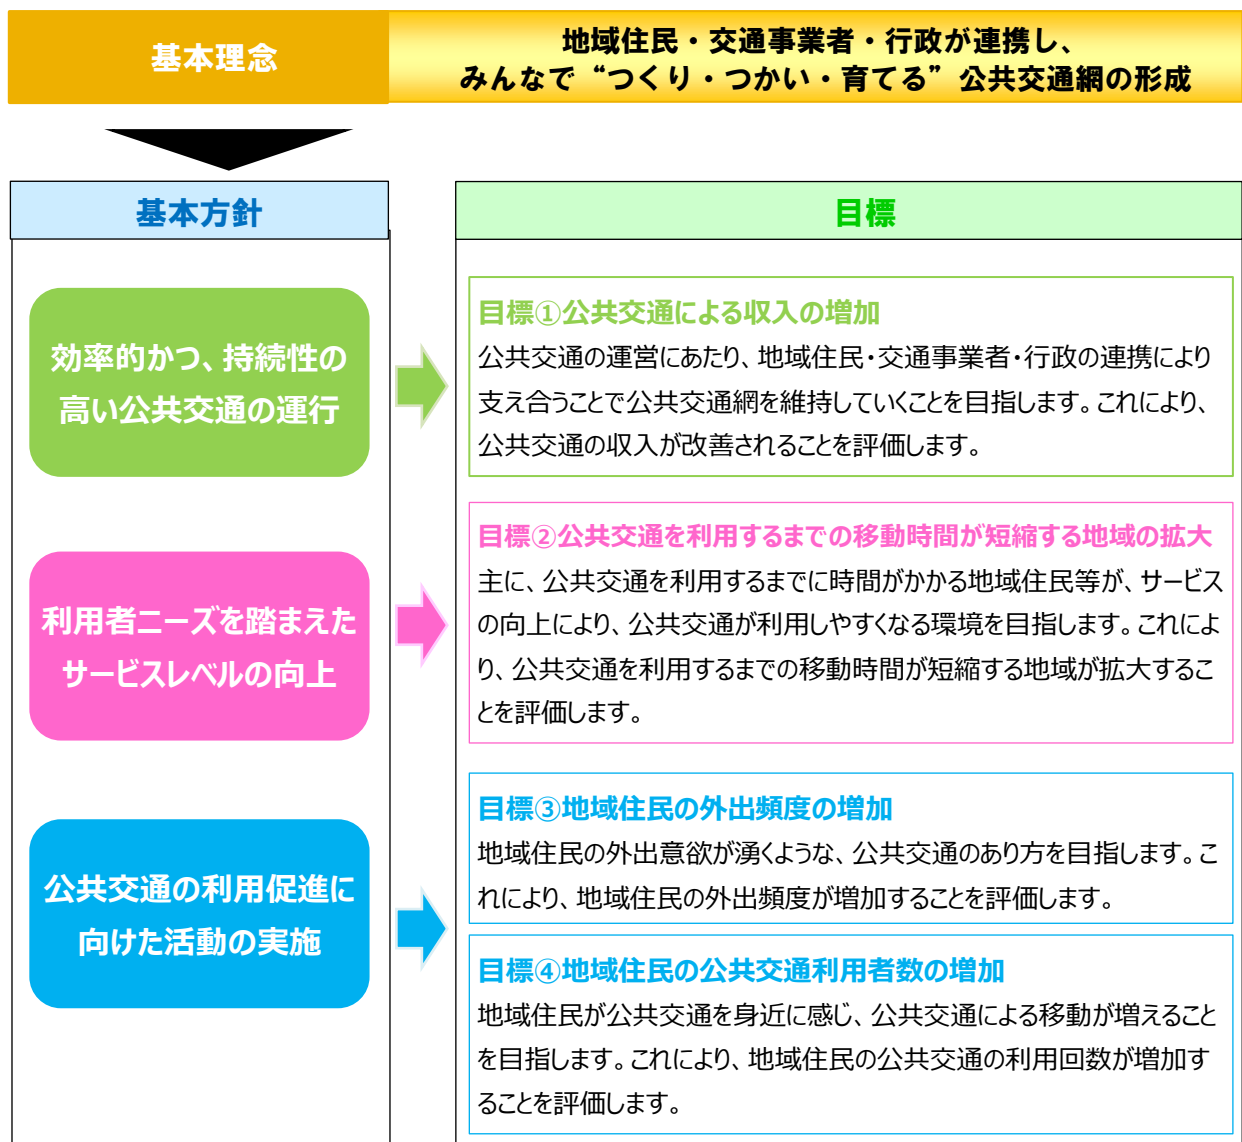 基本理念
地域住民・交通事業者・行政が連携し、
みんなで“つくり・つかい・育てる”公共交通網の形成
基本方針
目標
効率的かつ、持続性の
高い公共交通の運行
目標①公共交通による収入の増加
公共交通の運営にあたり、地域住民・交通事業者・行政の連携により
支え合うことで公共交通網を維持していくことを目指します。これにより、
公共交通の収入が改善されることを評価します。
利用者ニーズを踏まえた
サービスレベルの向上
目標②公共交通を利用するまでの移動時間が短縮する地域の拡大
主に、公共交通を利用するまでに時間がかかる地域住民等が、サービス
の向上により、公共交通が利用しやすくなる環境を目指します。これによ
り、公共交通を利用するまでの移動時間が短縮する地域が拡大するこ
とを評価します。
公共交通の利用促進に
向けた活動の実施
目標③地域住民の外出頻度の増加
地域住民の外出意欲が湧くような、公共交通のあり方を目指します。こ
れにより、地域住民の外出頻度が増加することを評価します。
目標④地域住民の公共交通利用者数の増加
地域住民が公共交通を身近に感じ、公共交通による移動が増えること
を目指します。これにより、地域住民の公共交通の利用回数が増加す
ることを評価します。